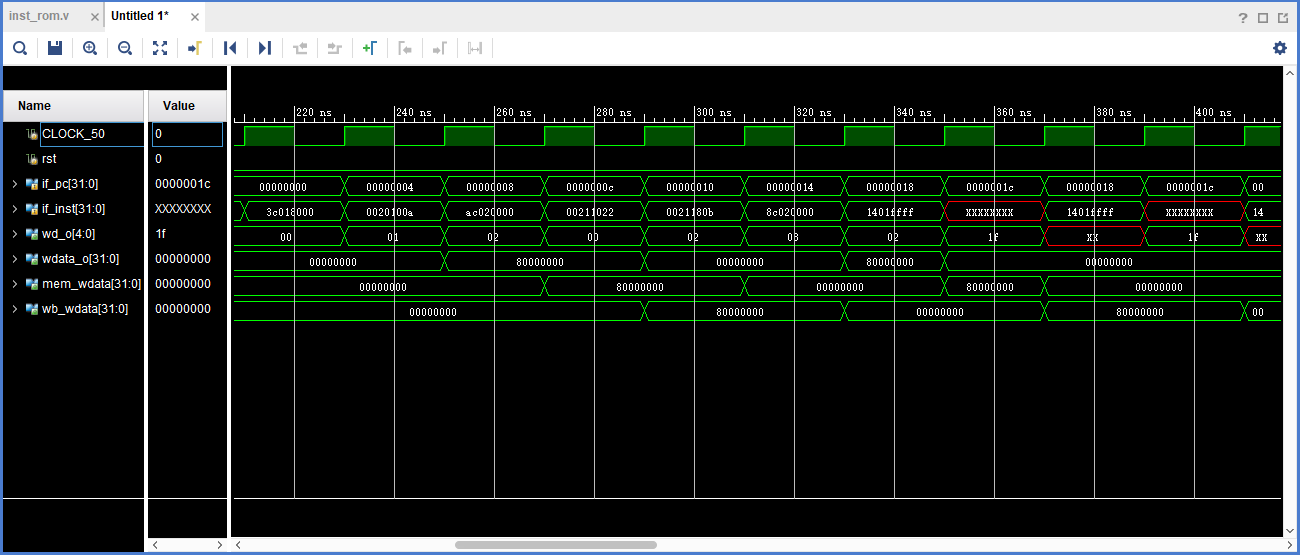 inst_rom.v × Untitled 1* ×
? 
Name Value
220 ns 240 ns 260 ns 280 ns 300 ns 320 ns 340 ns 360 ns 380 ns 400 ns
CLOCK_50 0
rst 0
if_pc[31:0] 0000001c 00000000 00000004 00000008 0000000c 00000010 00000014 00000018 0000001c 00000018 0000001c 00
if_inst[31:0] XXXXXXXX 3c018000 0020100a ac020000 00211022 0021180b 8c020000 1401ffff XXXXXXXX 1401ffff XXXXXXXX 14
wd_o[4:0] 1f 00 01 02 00 02 03 02 1f XX 1f XX
wdata_o[31:0] 00000000 00000000 80000000 00000000 80000000 00000000
mem_wdata[31:0] 00000000 00000000 80000000 00000000 80000000 00000000
wb_wdata[31:0] 00000000 00000000 80000000 00000000 80000000 00